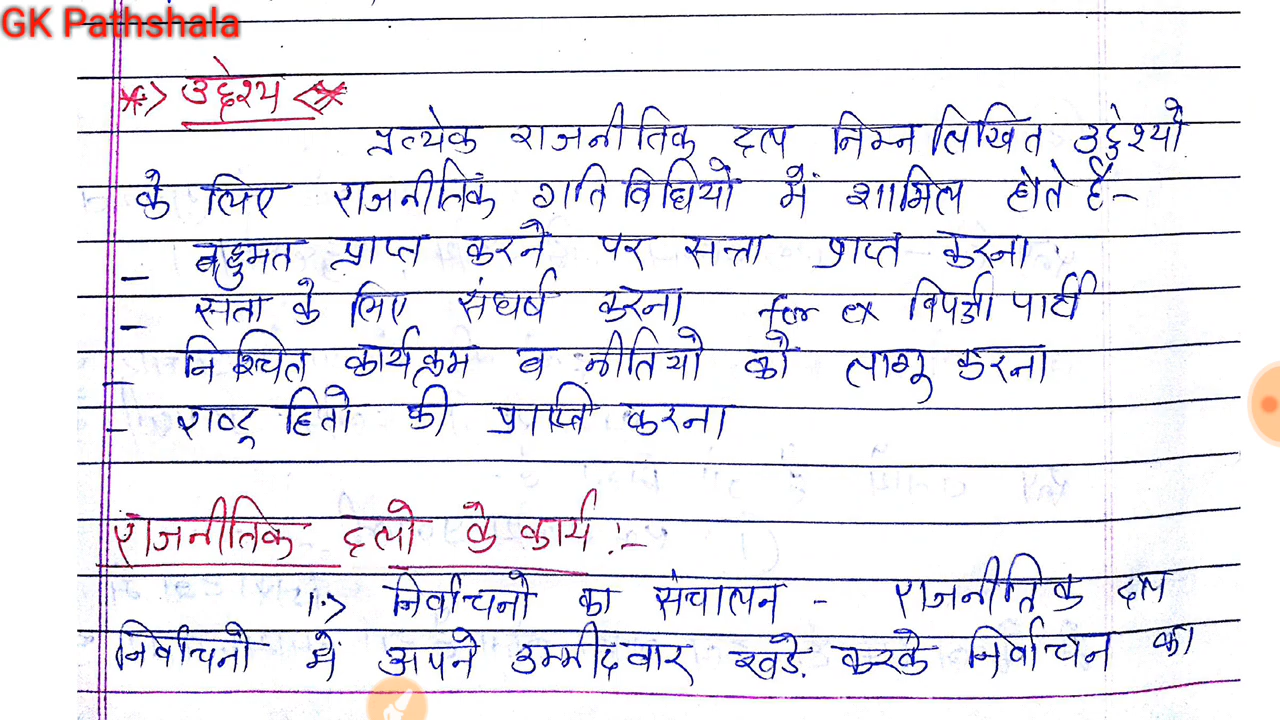 GK Pathshala
*:> उद्देश्य <*
प्रत्येक राजनीतिक दल निम्नलिखित उद्देश्यो
के लिए राजनीतिक गतिविधियो में शामिल होते हैं-
- बहुमत प्राप्त करने पर सत्ता प्राप्त करना
- सता के लिए संघर्ष करना for ex विपक्षी पार्टी
- निश्चित कार्यक्रम व नीतियो को लागू करना
- राष्ट्र हितो की प्राप्ति करना
राजनीतिक दलो के कार्य :-
1.> निर्वाचनो का संचालन - राजनीतिक दल
निर्वाचनो में अपने उम्मीदवार खडे करके निर्वाचन का